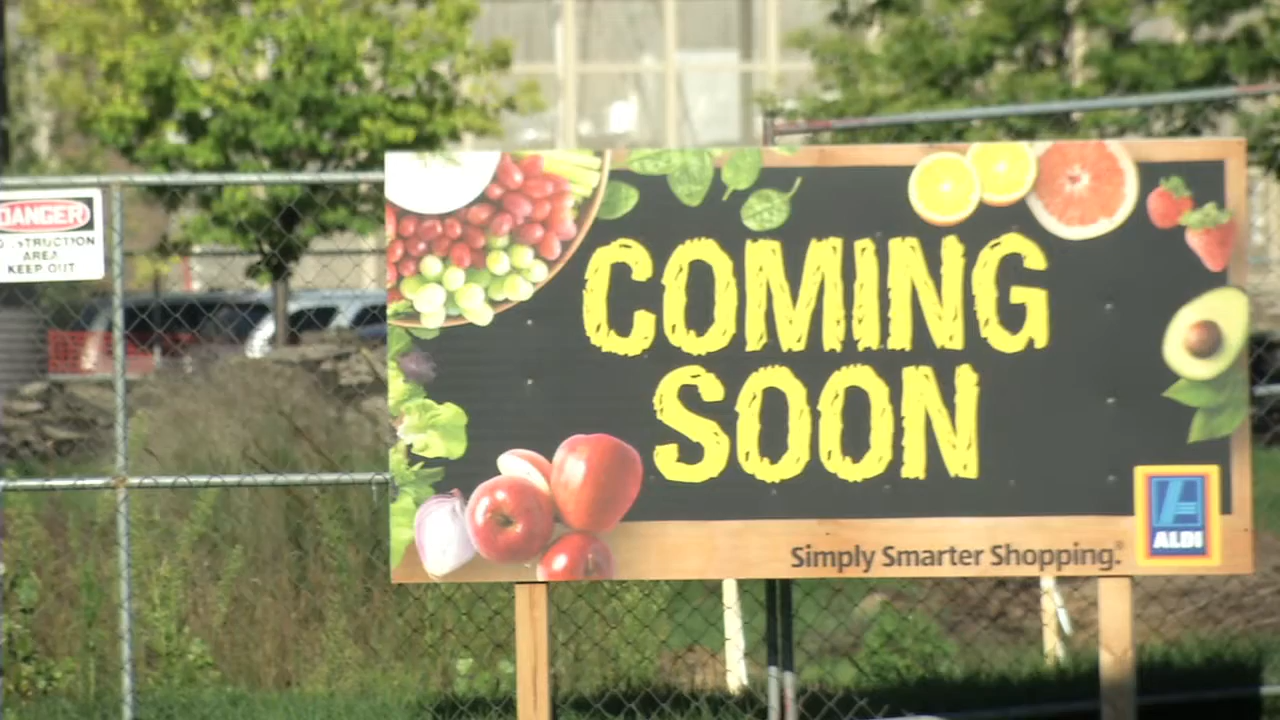 DANGER
AREA
KEEP OUT
COMING
SOON
Simply Smarter Shopping.®
ALDI